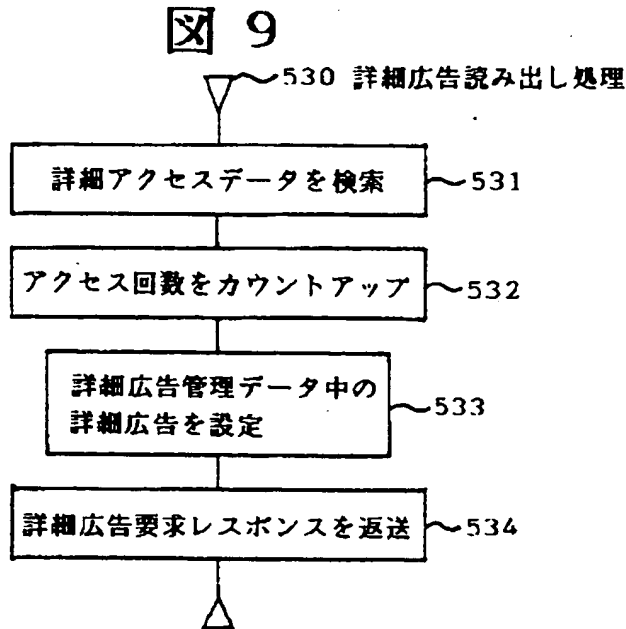 図 9
530 詳細広告読み出し処理
詳細アクセスデータを検索 531
アクセス回数をカウントアップ 532
詳細広告管理データ中の
詳細広告を設定 533
詳細広告要求レスポンスを返送 534